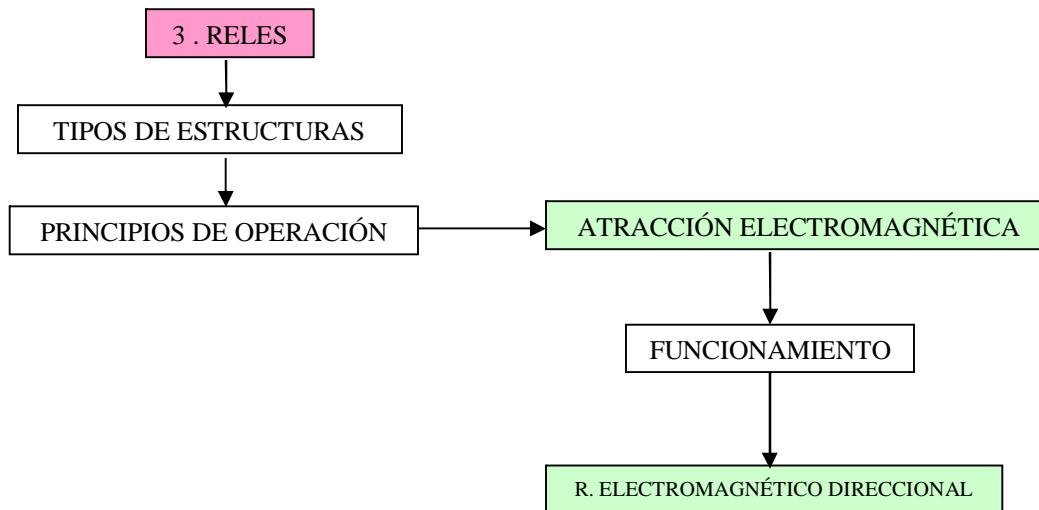 3 . RELES
TIPOS DE ESTRUCTURAS
PRINCIPIOS DE OPERACIÓN
ATRACCIÓN ELECTROMAGNÉTICA
FUNCIONAMIENTO
R. ELECTROMAGNÉTICO DIRECCIONAL